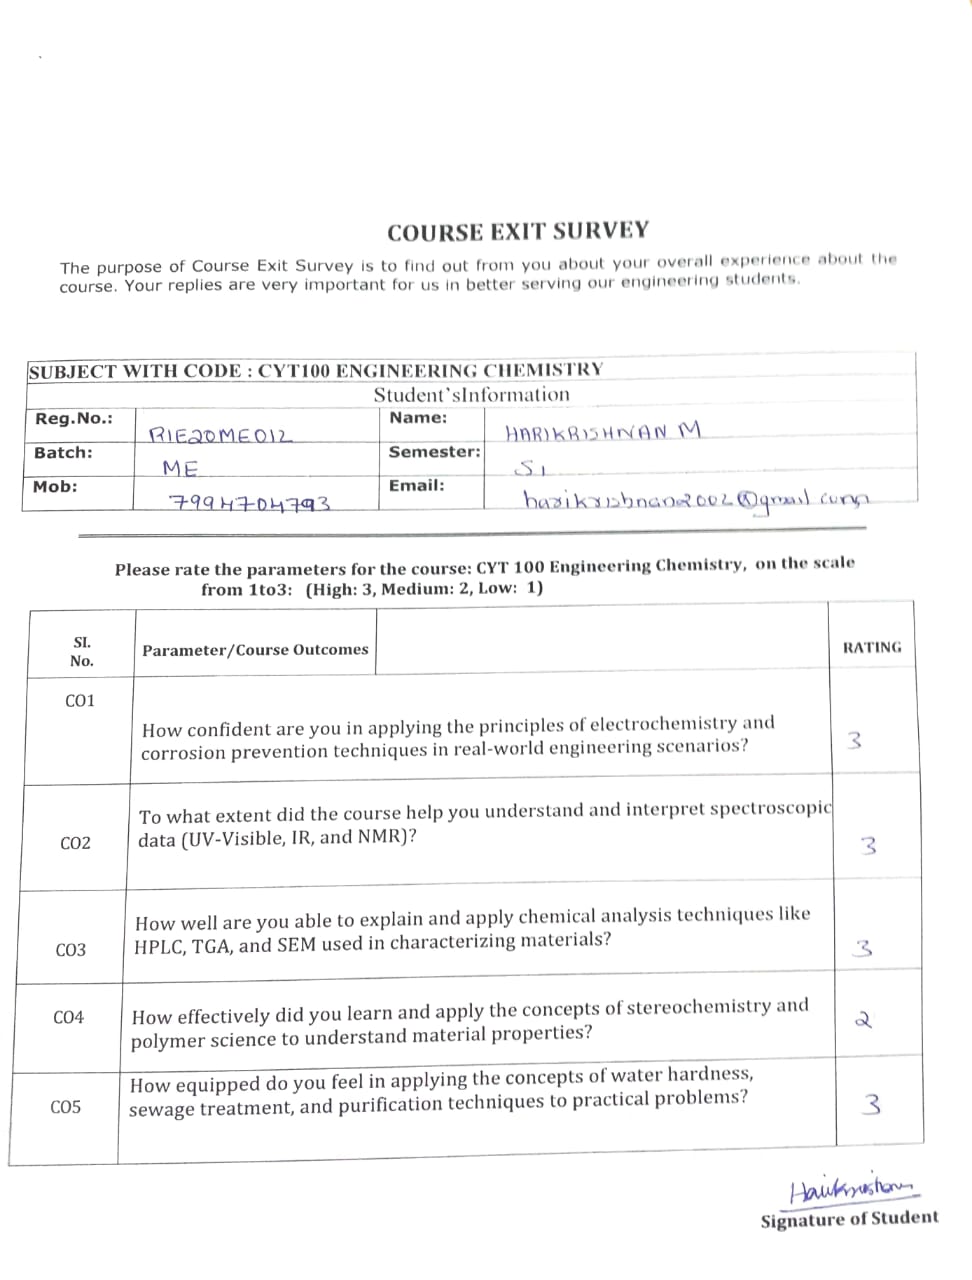 COURSE EXIT SURVEY
The purpose of Course Exit Survey is to find out from you about your overall experience about the
course. Your replies are very important for us in better serving our engineering students.
SUBJECT WITH CODE : CYT100 ENGINEERING CHEMISTRY
Student`sInformation
Reg.No.: RIE20ME012 Name: HARIKRISHNAN M
Batch: ME Semester: S1
Mob: 7994704793 Email: harikrishnan2002@gmail.com
Please rate the parameters for the course: CYT 100 Engineering Chemistry, on the scale
from 1to3: (High: 3, Medium: 2, Low: 1)
SI.
No.
Parameter/Course Outcomes
RATING
CO1
How confident are you in applying the principles of electrochemistry and
corrosion prevention techniques in real-world engineering scenarios?
3
CO2
To what extent did the course help you understand and interpret spectroscopic
data (UV-Visible, IR, and NMR)?
3
CO3
How well are you able to explain and apply chemical analysis techniques like
HPLC, TGA, and SEM used in characterizing materials?
3
CO4
How effectively did you learn and apply the concepts of stereochemistry and
polymer science to understand material properties?
2
CO5
How equipped do you feel in applying the concepts of water hardness,
sewage treatment, and purification techniques to practical problems?
3
Signature of Student